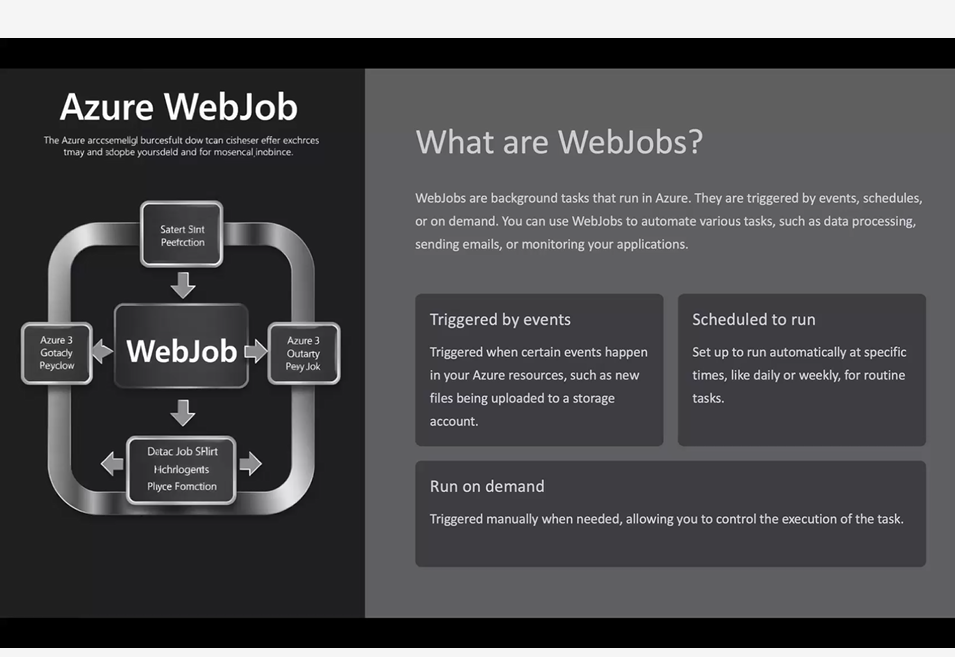 Azure WebJob
The Azure arccsemeligl burcesfult dow tcan cisheser effer exchrces
tmay and sdopbe yoursdeld and for mosencal inobince.
Satert Sint
Peefrction
Azure 3
Gotacly
Peyclow
WebJob
Azure 3
Outarty
Pevy Jok
Datac Job SHirt
Hchrlogents
Plyce Fomction
What are WebJobs?
WebJobs are background tasks that run in Azure. They are triggered by events, schedules,
or on demand. You can use WebJobs to automate various tasks, such as data processing,
sending emails, or monitoring your applications.
Triggered by events
Triggered when certain events happen
in your Azure resources, such as new
files being uploaded to a storage
account.
Scheduled to run
Set up to run automatically at specific
times, like daily or weekly, for routine
tasks.
Run on demand
Triggered manually when needed, allowing you to control the execution of the task.